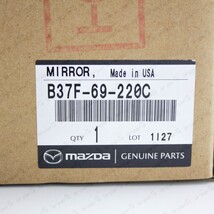 MIRROR, Made in USA
B37F-69-220C
QTY 1 LOT 1127
mazda GENUINE PARTS